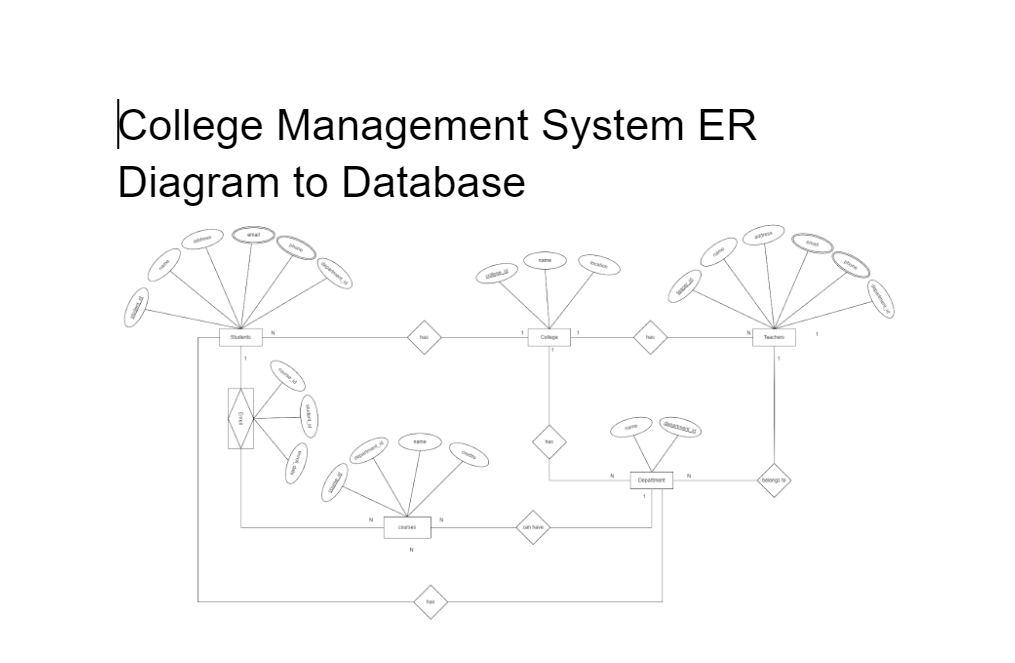 College Management System ER
Diagram to Database
address
email
phone
name
department_id
student_id
name
college_id
location
address
name
email
phone
department_id
Students
N
has
1
College
1
has
N
Teachers
1
1
1
1
course_id
Enroll
student_id
enroll_date
name
department_id
has
department_id
name
credits
N
Department
N
belongs to
1
N
courses
N
can have
N
has